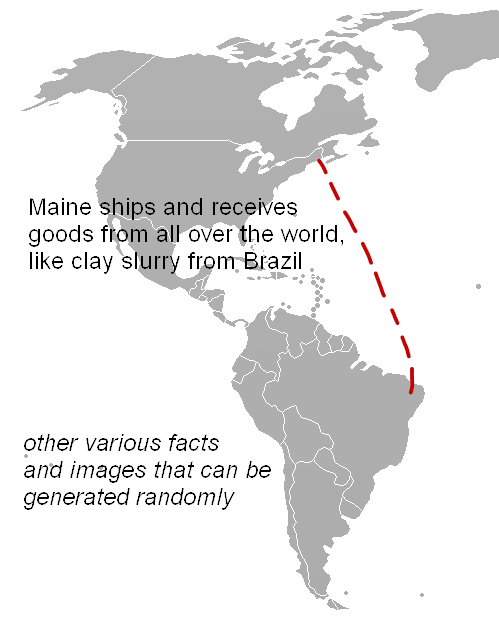 Maine ships and receives
goods from all over the world,
like clay slurry from Brazil
other various facts
and images that can be
generated randomly